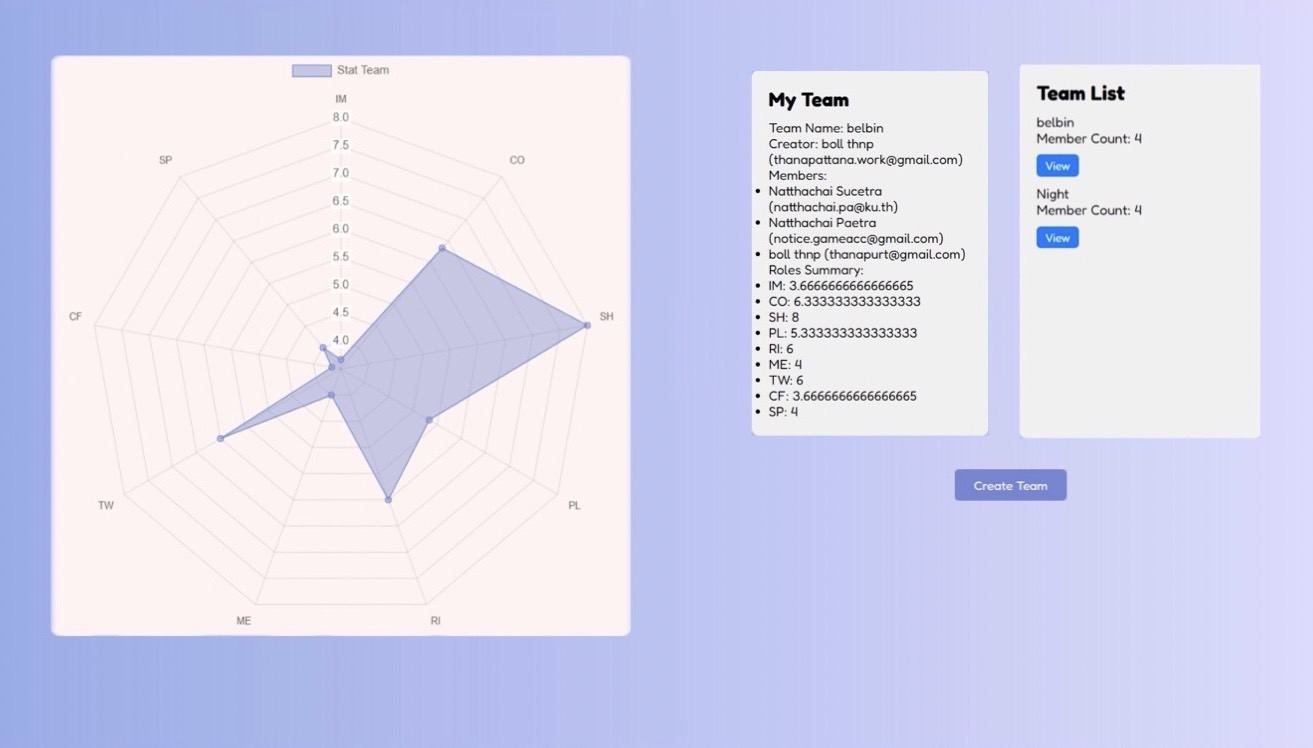 Stat Team
IM
8.0
7.5
7.0
6.5
6.0
5.5
5.0
4.5
4.0
SP
CO
CF
SH
TW
PL
ME
RI
My Team
Team Name: belbin
Creator: boll thnp
(thanapattana.work@gmail.com)
Members:
Natthachai Sucetra
(natthachai.pa@ku.th)
Natthachai Paetra
(notice.gameacc@gmail.com)
boll thnp (thanapurt@gmail.com)
Roles Summary:
IM: 3.6666666666666665
CO: 6.333333333333333
SH: 8
PL: 5.333333333333333
RI: 6
ME: 4
TW: 6
CF: 3.6666666666666665
SP: 4
Team List
belbin
Member Count: 4
View
Night
Member Count: 4
View
Create Team